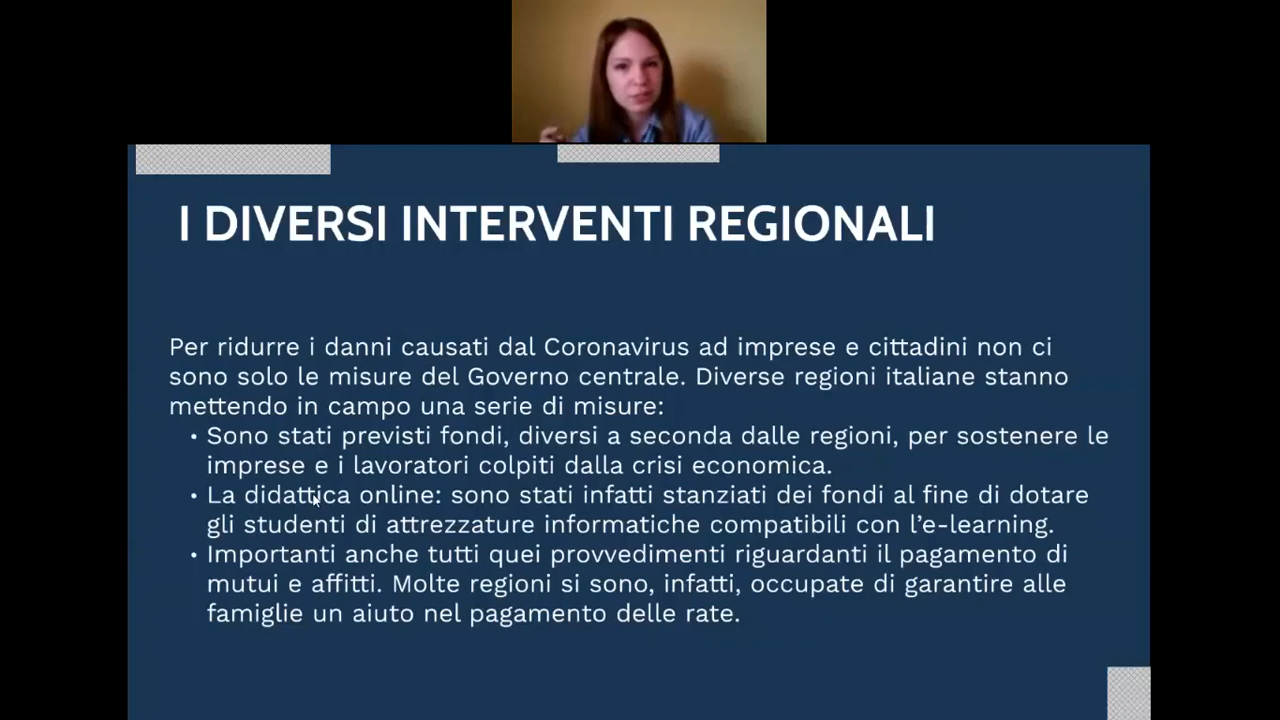 I DIVERSI INTERVENTI REGIONALI
Per ridurre i danni causati dal Coronavirus ad imprese e cittadini non ci
sono solo le misure del Governo centrale. Diverse regioni italiane stanno
mettendo in campo una serie di misure:
• Sono stati previsti fondi, diversi a seconda dalle regioni, per sostenere le
imprese e i lavoratori colpiti dalla crisi economica.
• La didattica online: sono stati infatti stanziati dei fondi al fine di dotare
gli studenti di attrezzature informatiche compatibili con l'e-learning.
• Importanti anche tutti quei provvedimenti riguardanti il pagamento di
mutui e affitti. Molte regioni si sono, infatti, occupate di garantire alle
famiglie un aiuto nel pagamento delle rate.